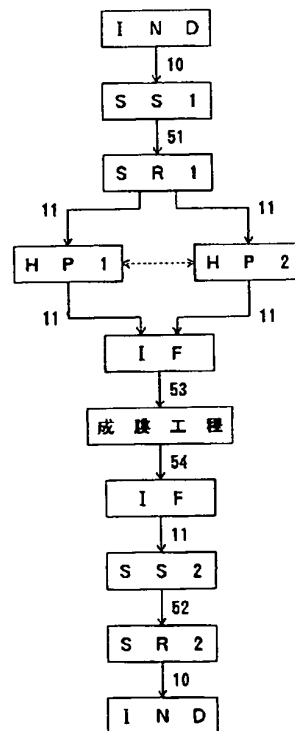 IND
10
SS1
51
SR1
11 11
HP1 HP2
11 11
IF
53
成膜工程
54
IF
11
SS2
52
SR2
10
IND